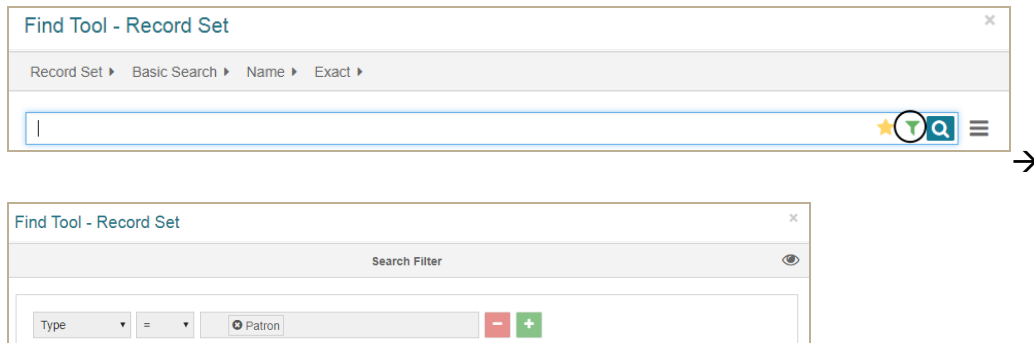 Find Tool - Record Set ×
Record Set Basic Search Name Exact
→
Find Tool - Record Set ×
Search Filter
Type = Patron − +